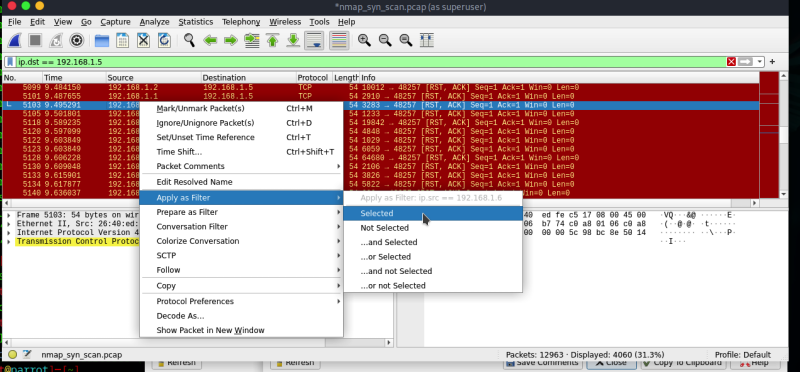 *nmap_syn_scan.pcap (as superuser)
File Edit View Go Capture Analyze Statistics Telephony Wireless Tools Help
ip.dst == 192.168.1.5
No. Time Source Destination Protocol Length Info
5099 9.484150 192.168.1.2 192.168.1.5 TCP 54 10012 → 48257 [RST, ACK] Seq=1 Ack=1 Win=0 Len=0
5101 9.487655 192.168.1.1 192.168.1.5 TCP 54 2910 → 48257 [RST, ACK] Seq=1 Ack=1 Win=0 Len=0
5103 9.495291 192.168 54 3283 → 48257 [RST, ACK] Seq=1 Ack=1 Win=0 Len=0
5105 9.501803 192.168 54 1233 → 48257 [RST, ACK] Seq=1 Ack=1 Win=0 Len=0
5118 9.589235 192.168 54 19842 → 48257 [RST, ACK] Seq=1 Ack=1 Win=0 Len=0
5120 9.597099 192.168 54 4848 → 48257 [RST, ACK] Seq=1 Ack=1 Win=0 Len=0
5122 9.603849 192.168 54 1029 → 48257 [RST, ACK] Seq=1 Ack=1 Win=0 Len=0
5123 9.603849 192.168 54 6059 → 48257 [RST, ACK] Seq=1 Ack=1 Win=0 Len=0
5128 9.606228 192.168 54 64680 → 48257 [RST, ACK] Seq=1 Ack=1 Win=0 Len=0
5130 9.609048 192.168 54 2106 → 48257 [RST, ACK] Seq=1 Ack=1 Win=0 Len=0
5133 9.615901 192.168 54 3826 → 48257 [RST, ACK] Seq=1 Ack=1 Win=0 Len=0
5134 9.617877 192.168 54 5822 → 48257 [RST, ACK] Seq=1 Ack=1 Win=0 Len=0
5140 9.636037 192.168
Mark/Unmark Packet(s) Ctrl+M
Ignore/Unignore Packet(s) Ctrl+D
Set/Unset Time Reference Ctrl+T
Time Shift... Ctrl+Shift+T
Packet Comments
Edit Resolved Name
Apply as Filter
Prepare as Filter
Conversation Filter
Colorize Conversation
SCTP
Follow
Copy
Protocol Preferences
Decode As...
Show Packet in New Window
Apply as Filter: ip.src == 192.168.1.6
Selected
Not Selected
...and Selected
...or Selected
...and not Selected
...or not Selected
Frame 5103: 54 bytes on wir
Ethernet II, Src: 26:40:ed:
Internet Protocol Version 4
Transmission Control Protoc
40 ed fe c5 17 08 00 45 00 ·VQ···&@ ······E·
06 b7 74 c0 a8 01 06 c0 a8
00 00 00 5c 98 bc 8e 50 14
nmap_syn_scan.pcap Packets: 12963 · Displayed: 4060 (31.3%) Profile: Default
Refresh Refresh Save Comments Close Copy To Clipboard Help